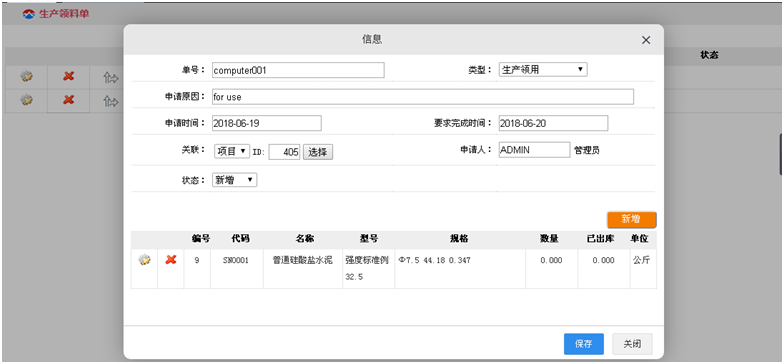 生产领料单
信息
状态
单号： computer001 类型： 生产领用
申请原因： for use
申请时间： 2018-06-19 要求完成时间： 2018-06-20
关联： 项目 ID: 405 选择 申请人： ADMIN 管理员
状态： 新增
新增
编号 代码 名称 型号 规格 数量 已出库 单位
9 SN0001 普通硅酸盐水泥 强度标准例 Φ7.5 44.18 0.347 0.000 0.000 公斤
32.5
保存 关闭